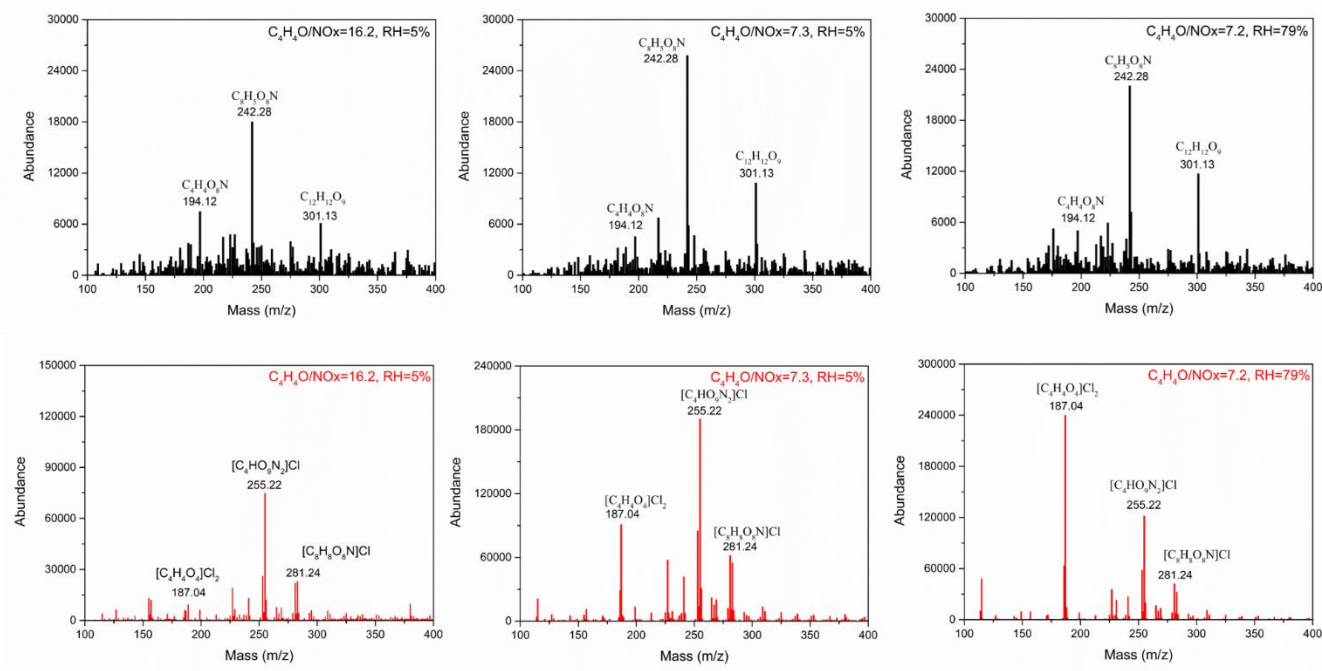 C₄H₄O/NOx=16.2, RH=5%
30000
24000
18000
12000
6000
0
Abundance
C₈H₅O₈N
242.28
C₄H₄O₈N
194.12
C₁₂H₁₂O₉
301.13
100 150 200 250 300 350 400
Mass (m/z)
C₄H₄O/NOx=7.3, RH=5%
30000
24000
18000
12000
6000
0
Abundance
C₈H₅O₈N
242.28
C₁₂H₁₂O₉
301.13
C₄H₄O₈N
194.12
100 150 200 250 300 350 400
Mass (m/z)
C₄H₄O/NOx=7.2, RH=79%
30000
24000
18000
12000
6000
0
Abundance
C₈H₅O₈N
242.28
C₁₂H₁₂O₉
301.13
C₄H₄O₈N
194.12
100 150 200 250 300 350 400
Mass (m/z)
C₄H₄O/NOx=16.2, RH=5%
150000
120000
90000
60000
30000
0
Abundance
[C₄HO₉N₂]Cl
255.22
[C₈H₈O₈N]Cl
281.24
[C₄H₄O₄]Cl₂
187.04
100 150 200 250 300 350 400
Mass (m/z)
C₄H₄O/NOx=7.3, RH=5%
240000
180000
120000
60000
0
Abundance
[C₄HO₉N₂]Cl
255.22
[C₄H₄O₄]Cl₂
187.04
[C₈H₈O₈N]Cl
281.24
100 150 200 250 300 350 400
Mass (m/z)
C₄H₄O/NOx=7.2, RH=79%
300000
240000
180000
120000
60000
0
Abundance
[C₄H₄O₄]Cl₂
187.04
[C₄HO₉N₂]Cl
255.22
[C₈H₈O₈N]Cl
281.24
100 150 200 250 300 350 400
Mass (m/z)